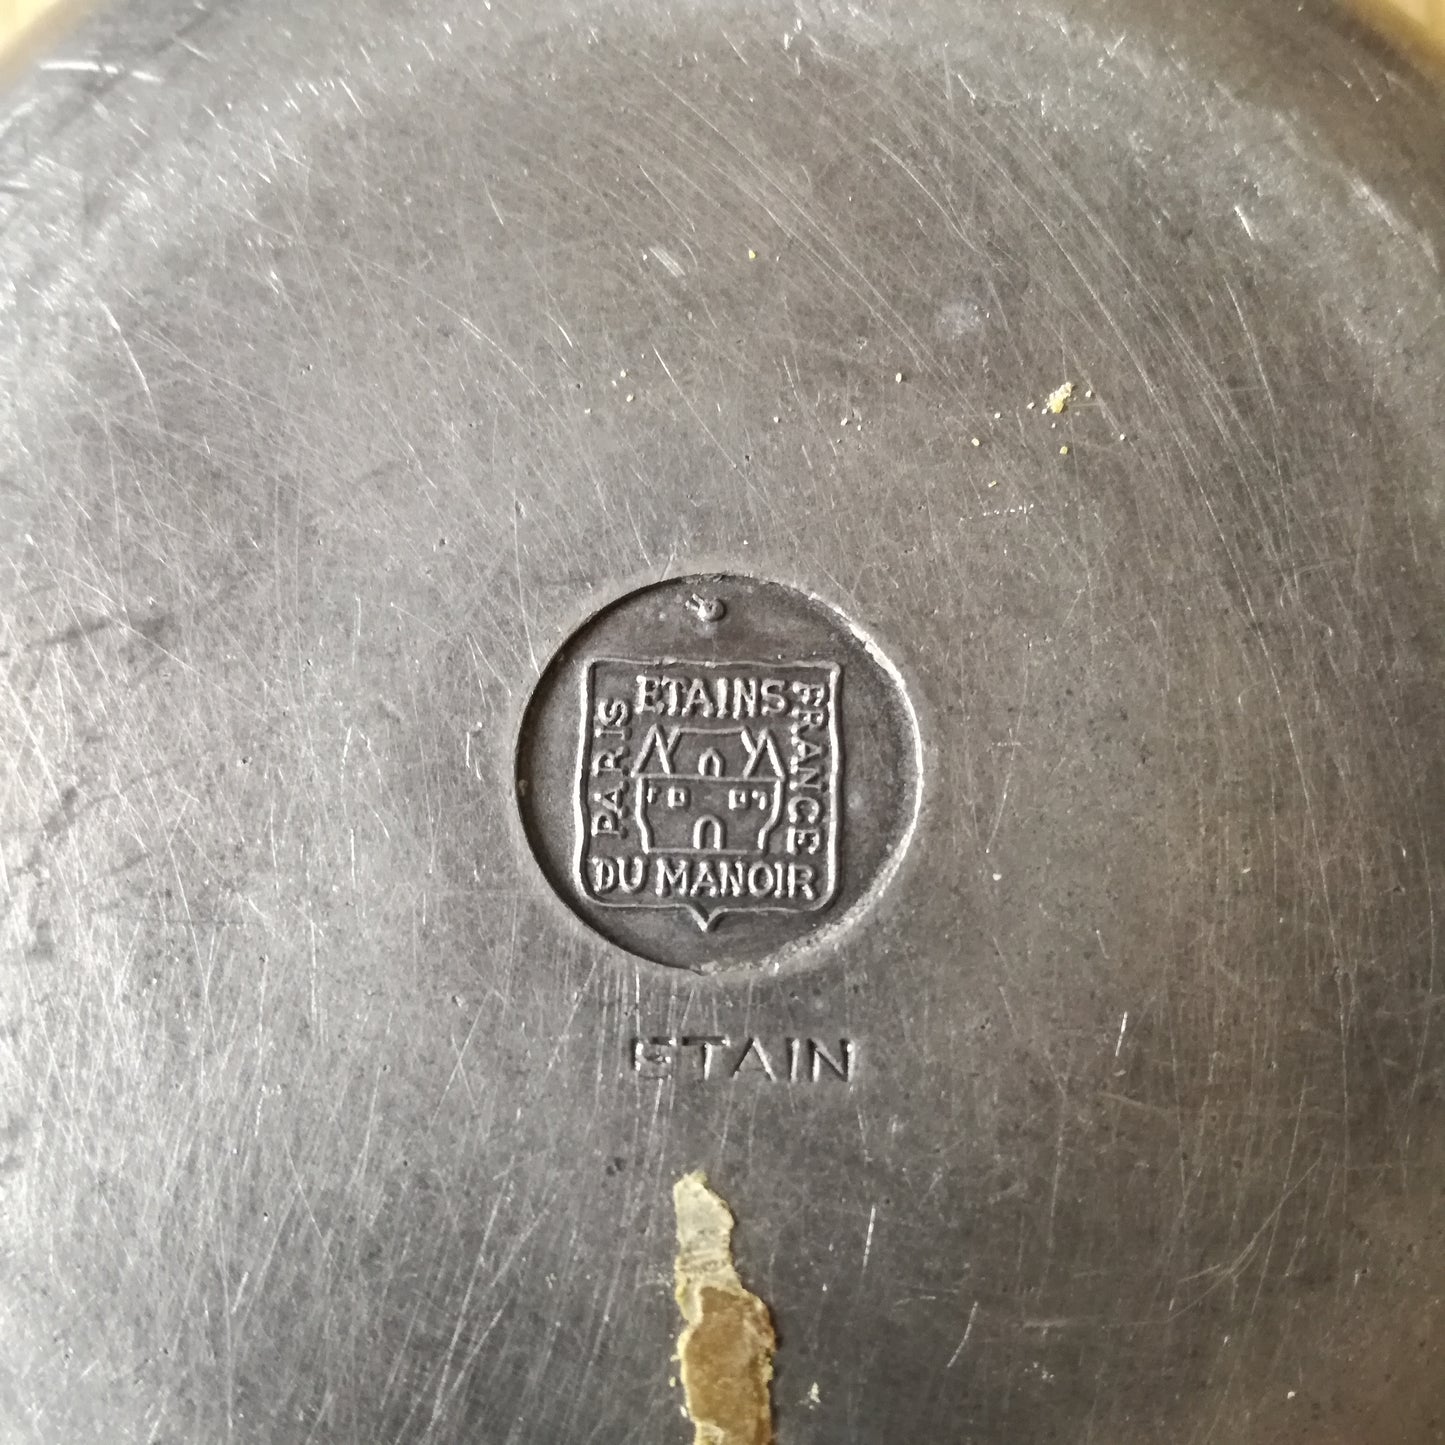 ETAINS
PARIS
FRANCE
DU MANOIR
ETAIN